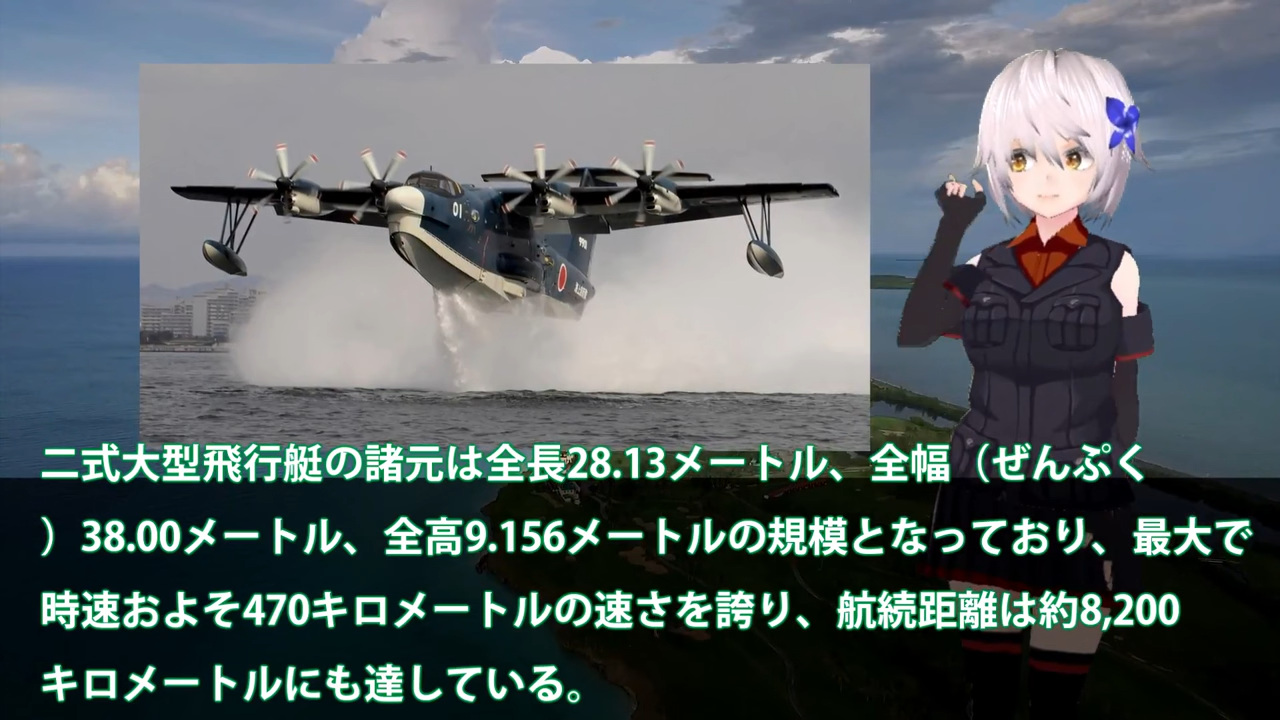 01
二式大型飛行艇の諸元は全長28.13メートル、全幅（ぜんぷく
）38.00メートル、全高9.156メートルの規模となっており、最大で
時速およそ470キロメートルの速さを誇り、航続距離は約8,200
キロメートルにも達している。